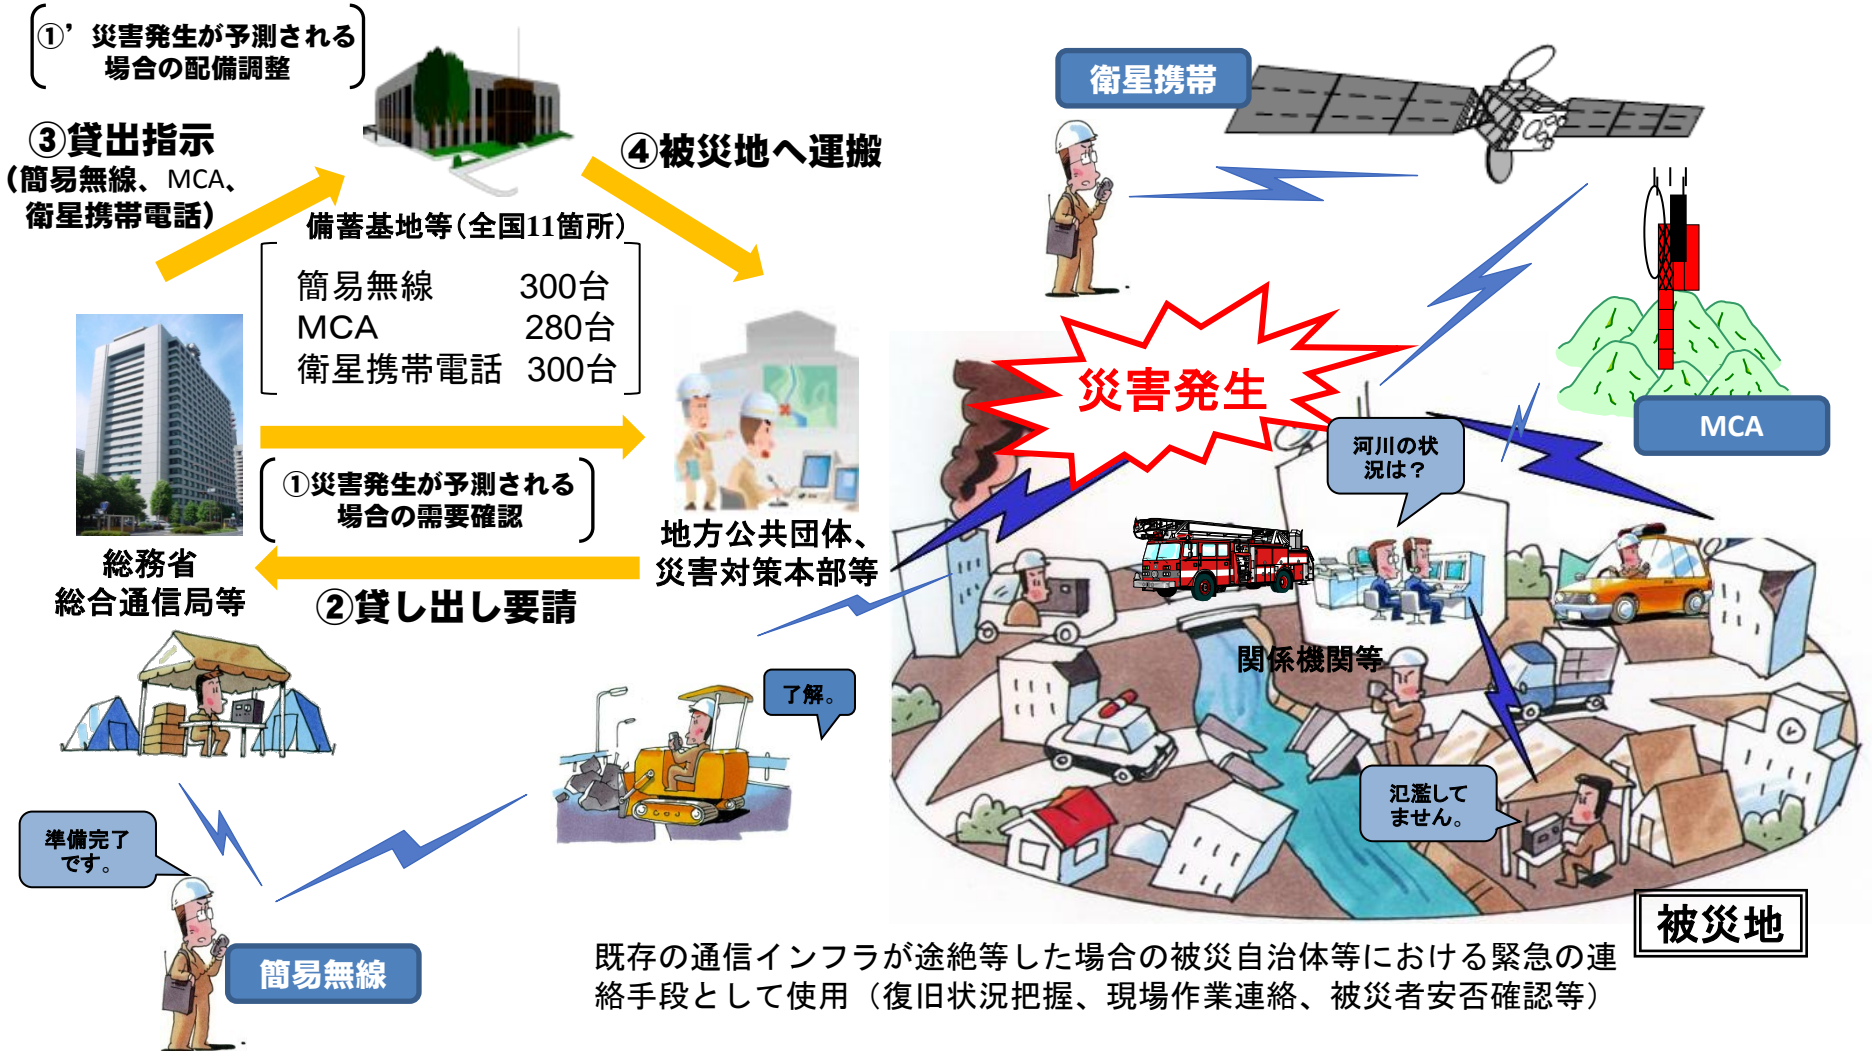 ①’災害発生が予測される
場合の配備調整
③貸出指示
（簡易無線、MCA、
衛星携帯電話）
④被災地へ運搬
備蓄基地等（全国11箇所）
簡易無線 300台
MCA 280台
衛星携帯電話 300台
①災害発生が予測される
場合の需要確認
総務省
総合通信局等
②貸し出し要請
地方公共団体、
災害対策本部等
衛星携帯
MCA
災害発生
河川の状
況は？
関係機関等
氾濫して
ません。
了解。
準備完了
です。
簡易無線
被災地
既存の通信インフラが途絶等した場合の被災自治体等における緊急の連
絡手段として使用（復旧状況把握、現場作業連絡、被災者安否確認等）